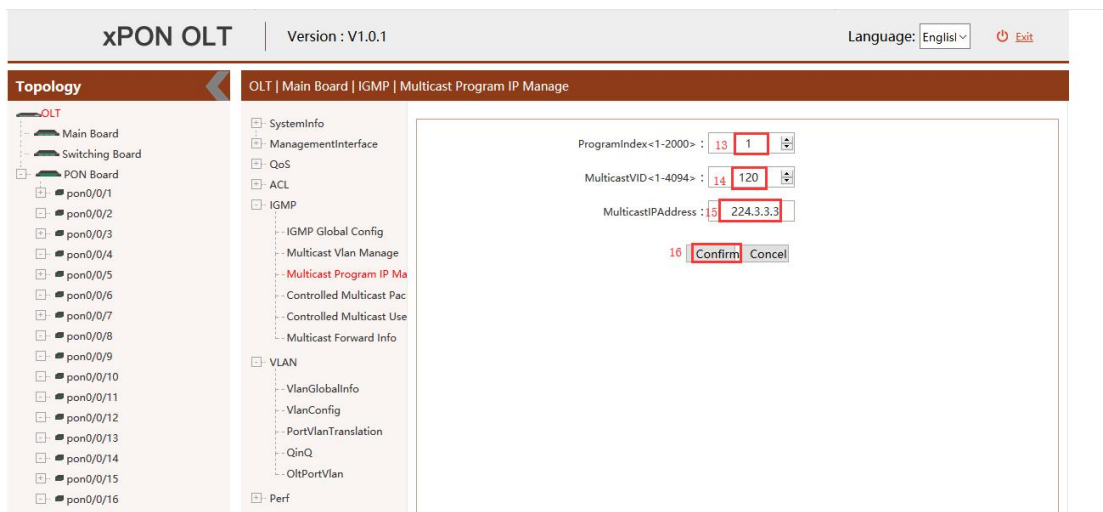 xPON OLT
Version : V1.0.1
Language: Englisl
Exit
Topology
OLT | Main Board | IGMP | Multicast Program IP Manage
OLT
Main Board
Switching Board
PON Board
pon0/0/1
pon0/0/2
pon0/0/3
pon0/0/4
pon0/0/5
pon0/0/6
pon0/0/7
pon0/0/8
pon0/0/9
pon0/0/10
pon0/0/11
pon0/0/12
pon0/0/13
pon0/0/14
pon0/0/15
pon0/0/16
SystemInfo
ManagementInterface
QoS
ACL
IGMP
IGMP Global Config
Multicast Vlan Manage
Multicast Program IP Ma
Controlled Multicast Pac
Controlled Multicast Use
Multicast Forward Info
VLAN
VlanGlobalInfo
VlanConfig
PortVlanTranslation
QinQ
OltPortVlan
Perf
ProgramIndex<1-2000> : 13 1
MulticastVID<1-4094> : 14 120
MulticastIPAddress : 15 224.3.3.3
16 Confirm Concel